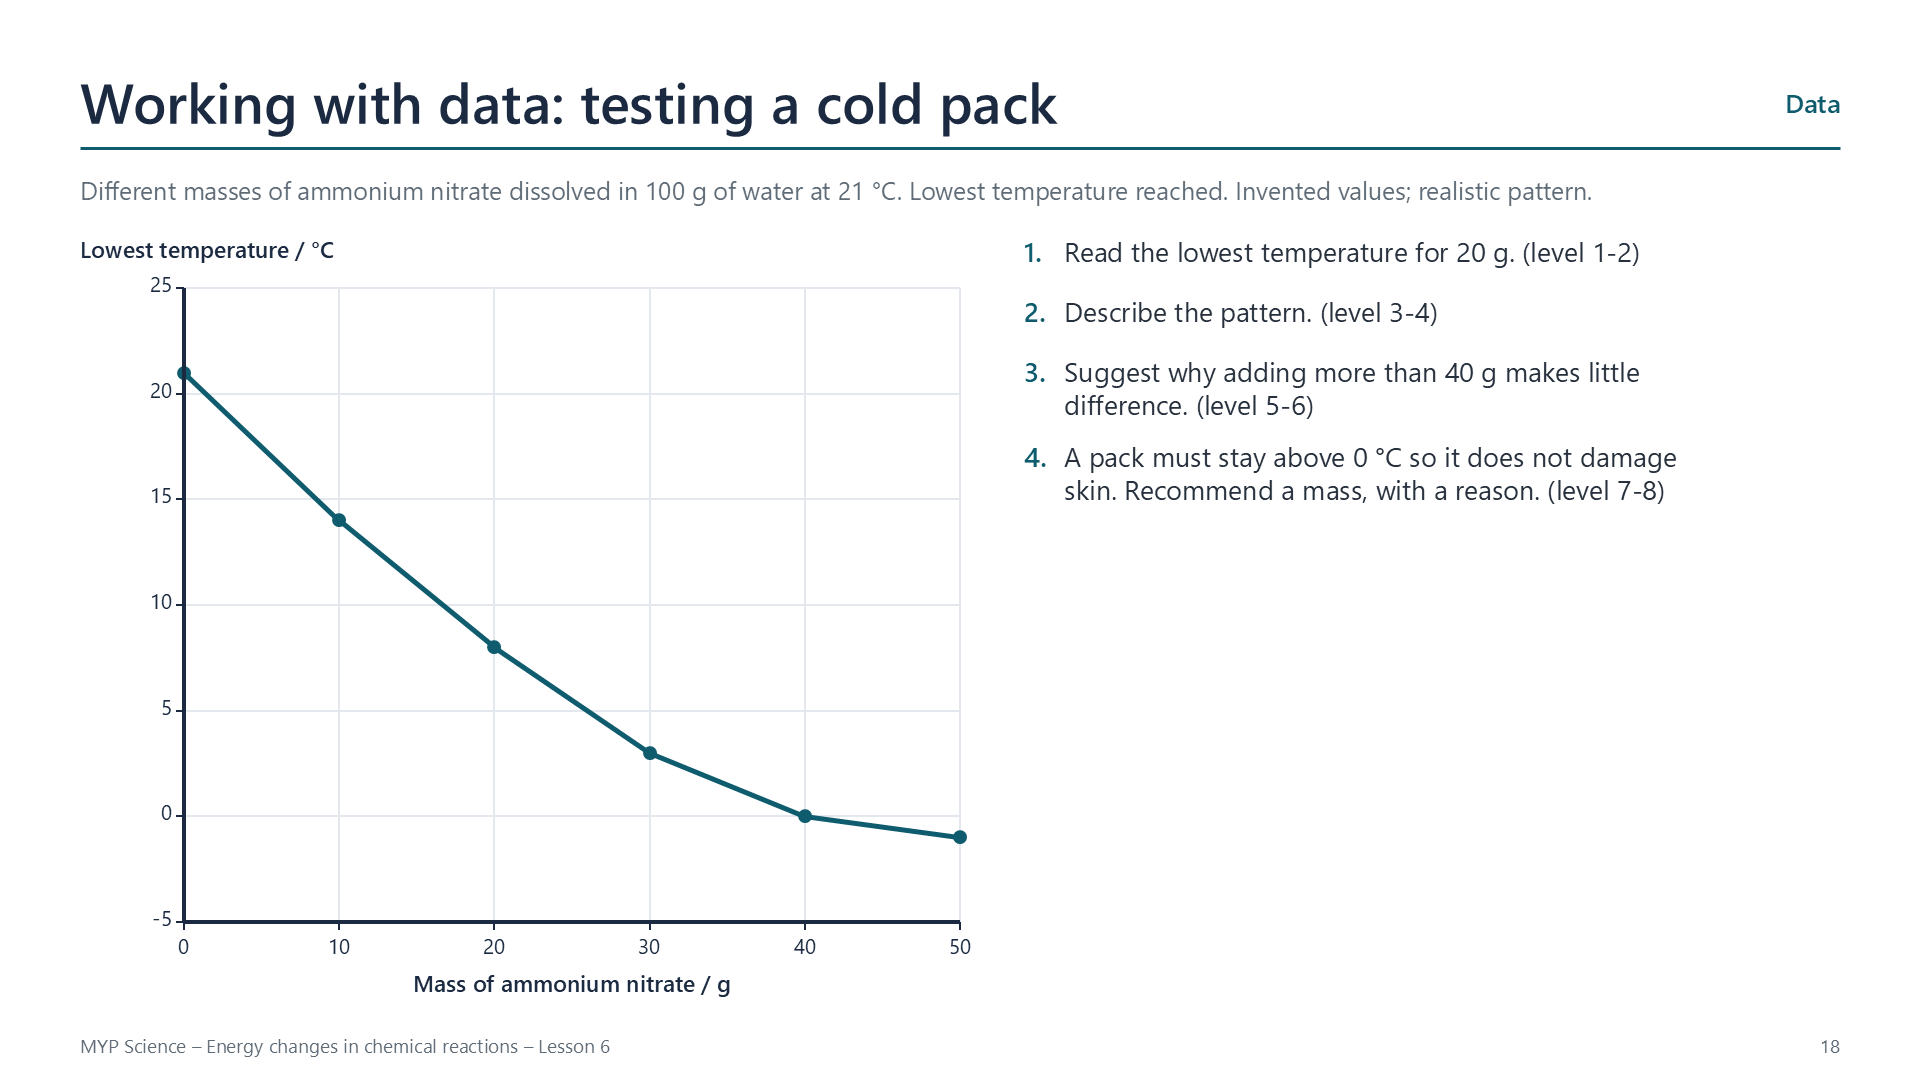 Working with data: testing a cold pack
Data
Different masses of ammonium nitrate dissolved in 100 g of water at 21 °C. Lowest temperature reached. Invented values; realistic pattern.
Lowest temperature / °C
25
20
15
10
5
0
-5
0 10 20 30 40 50
Mass of ammonium nitrate / g
1. Read the lowest temperature for 20 g. (level 1-2)
2. Describe the pattern. (level 3-4)
3. Suggest why adding more than 40 g makes little
difference. (level 5-6)
4. A pack must stay above 0 °C so it does not damage
skin. Recommend a mass, with a reason. (level 7-8)
MYP Science – Energy changes in chemical reactions – Lesson 6
18